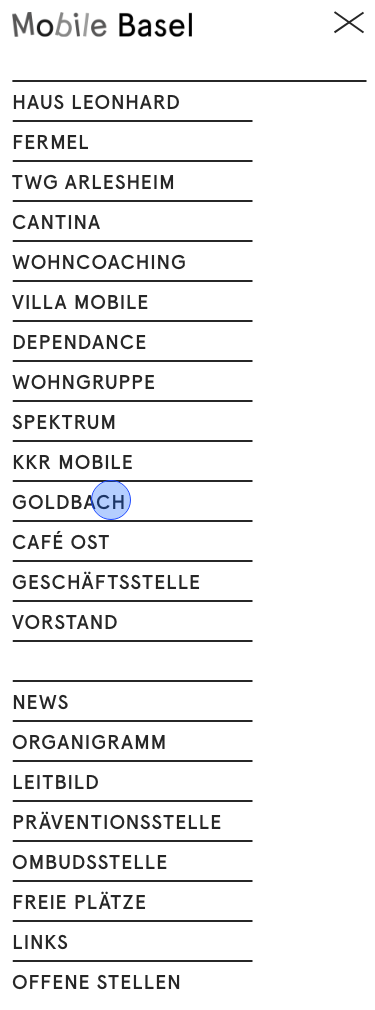 Mobile Basel
HAUS LEONHARD
FERMEL
TWG ARLESHEIM
CANTINA
WOHNCOACHING
VILLA MOBILE
DEPENDANCE
WOHNGRUPPE
SPEKTRUM
KKR MOBILE
GOLDBACH
CAFÉ OST
GESCHÄFTSSTELLE
VORSTAND
NEWS
ORGANIGRAMM
LEITBILD
PRÄVENTIONSSTELLE
OMBUDSSTELLE
FREIE PLÄTZE
LINKS
OFFENE STELLEN